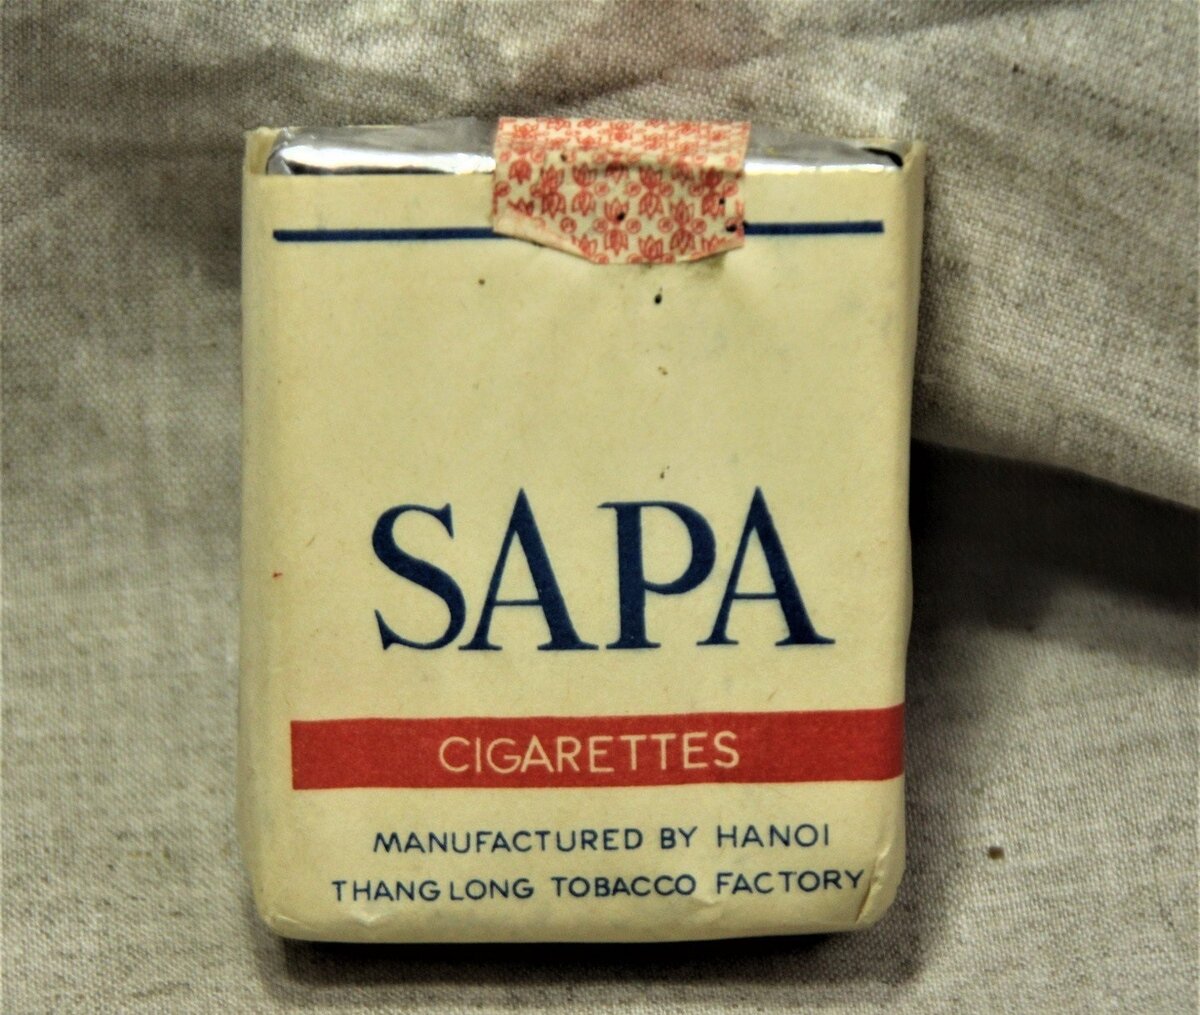 SAPA
CIGARETTES
MANUFACTURED BY HANOI
THANG LONG TOBACCO FACTORY